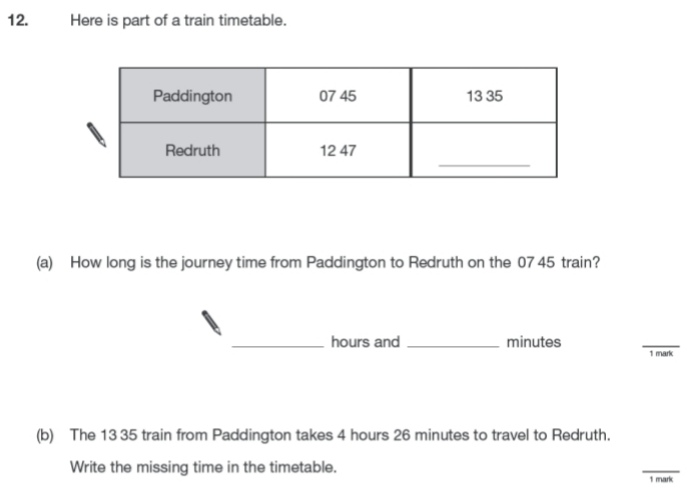 12. Here is part of a train timetable.
Paddington 07 45 13 35
Redruth 12 47
(a) How long is the journey time from Paddington to Redruth on the 07 45 train?
hours and minutes
1 mark
(b) The 13 35 train from Paddington takes 4 hours 26 minutes to travel to Redruth.
Write the missing time in the timetable.
1 mark